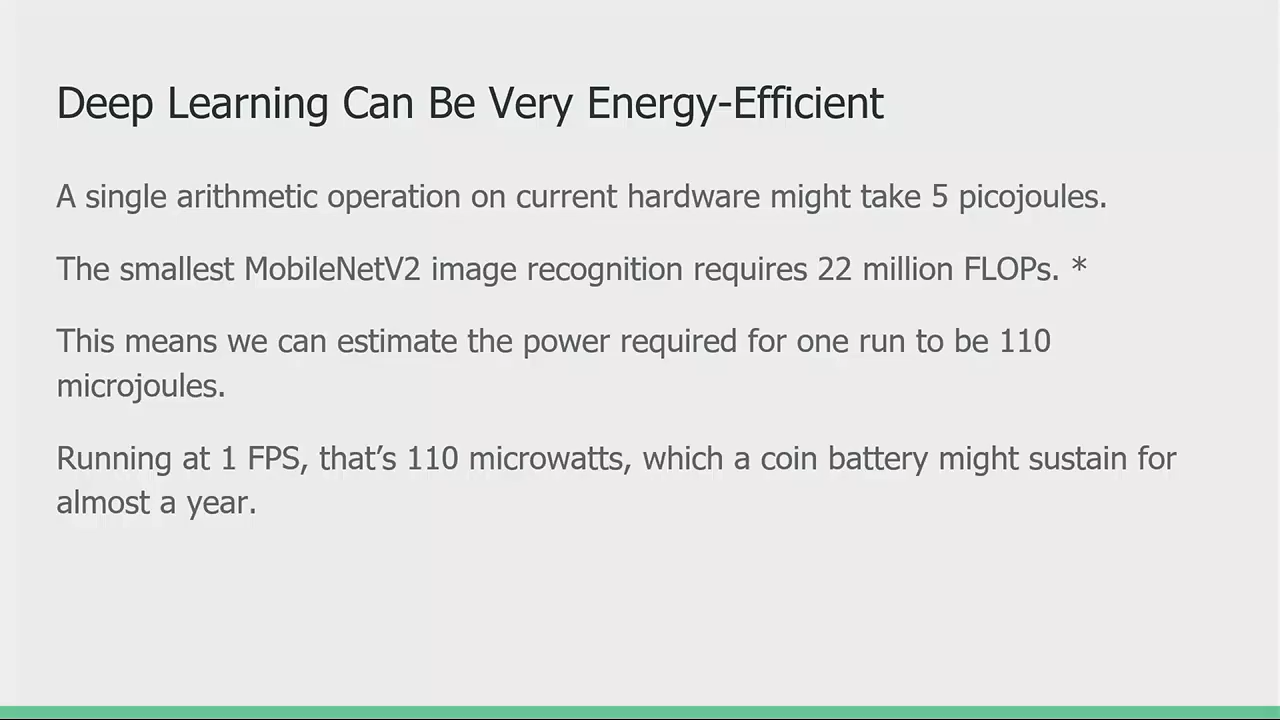 Deep Learning Can Be Very Energy-Efficient
A single arithmetic operation on current hardware might take 5 picojoules.
The smallest MobileNetV2 image recognition requires 22 million FLOPs. *
This means we can estimate the power required for one run to be 110
microjoules.
Running at 1 FPS, that’s 110 microwatts, which a coin battery might sustain for
almost a year.